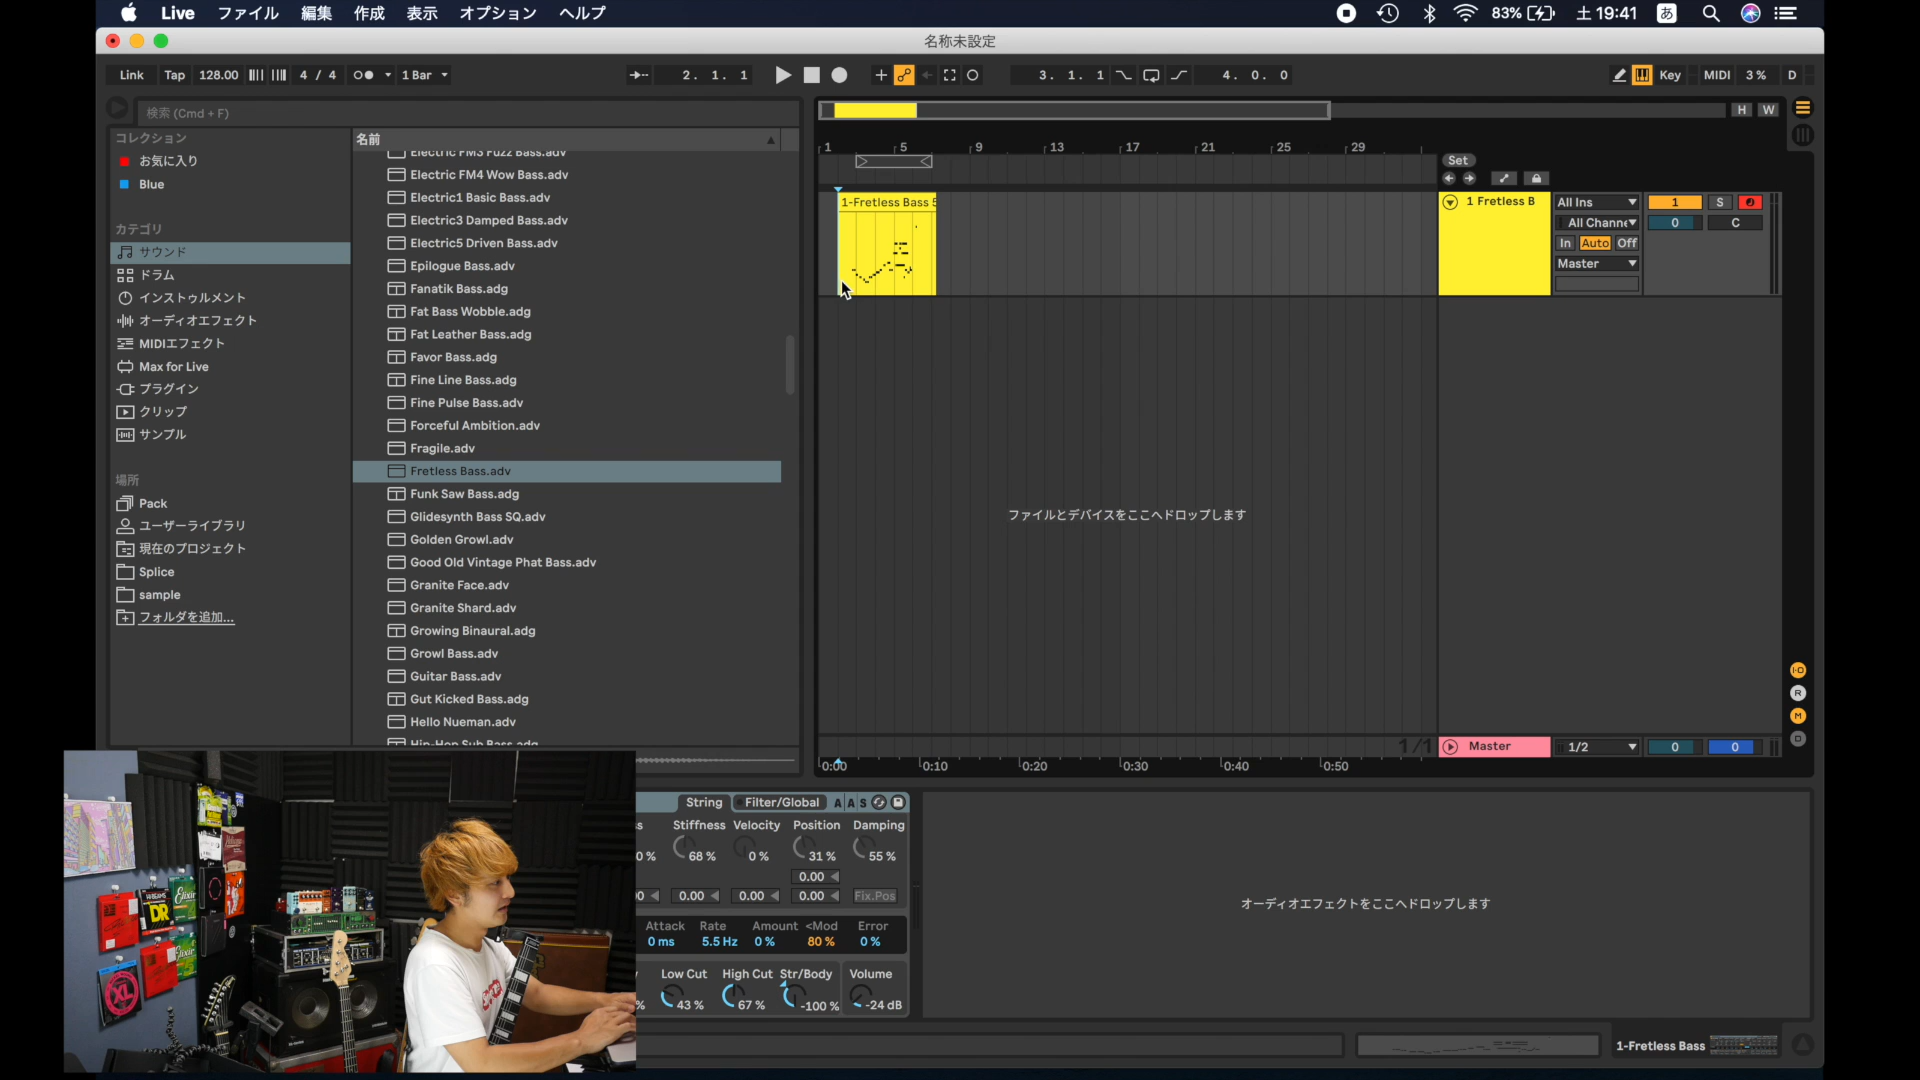 Live ファイル 編集 作成 表示 オプション ヘルプ 83% 土 19:41 あ
名称未設定
Link Tap 128.00 4 / 4 1 Bar 2. 1. 1 3. 1. 1 4. 0. 0 Key MIDI 3 % D
検索 (Cmd + F)
H W
コレクション
お気に入り
Blue
カテゴリ
サウンド
ドラム
インストゥルメント
オーディオエフェクト
MIDIエフェクト
Max for Live
プラグイン
クリップ
サンプル
場所
Pack
ユーザーライブラリ
現在のプロジェクト
Splice
sample
フォルダを追加...
名前
Electric FM3 Fuzz Bass.adv
Electric FM4 Wow Bass.adv
Electric1 Basic Bass.adv
Electric3 Damped Bass.adv
Electric5 Driven Bass.adv
Epilogue Bass.adv
Fanatik Bass.adg
Fat Bass Wobble.adg
Fat Leather Bass.adg
Favor Bass.adg
Fine Line Bass.adg
Fine Pulse Bass.adv
Forceful Ambition.adv
Fragile.adv
Fretless Bass.adv
Funk Saw Bass.adg
Glidesynth Bass SQ.adv
Golden Growl.adv
Good Old Vintage Phat Bass.adv
Granite Face.adv
Granite Shard.adv
Growing Binaural.adg
Growl Bass.adv
Guitar Bass.adv
Gut Kicked Bass.adg
Hello Nueman.adv
Hip-Hop Sub Bass.adg
1 5 9 13 17 21 25 29
Set
1-Fretless Bass 5
1 Fretless B
All Ins
1 S
All Channe
0 C
In Auto Off
Master
ファイルとデバイスをここへドロップします
I·O
R
M
D
1/1
Master 1/2 0 0
0:00 0:10 0:20 0:30 0:40 0:50
String Filter/Global A A S
Stiffness Velocity Position Damping
0 % 68 % 0 % 31 % 55 %
0.00
0.00 0.00 0.00 Fix.Pos
Attack Rate Amount <Mod Error
0 ms 5.5 Hz 0 % 80 % 0 %
Low Cut High Cut Str/Body Volume
% 43 % 67 % -100 % -24 dB
オーディオエフェクトをここへドロップします
1-Fretless Bass
DR
Elixir
XL